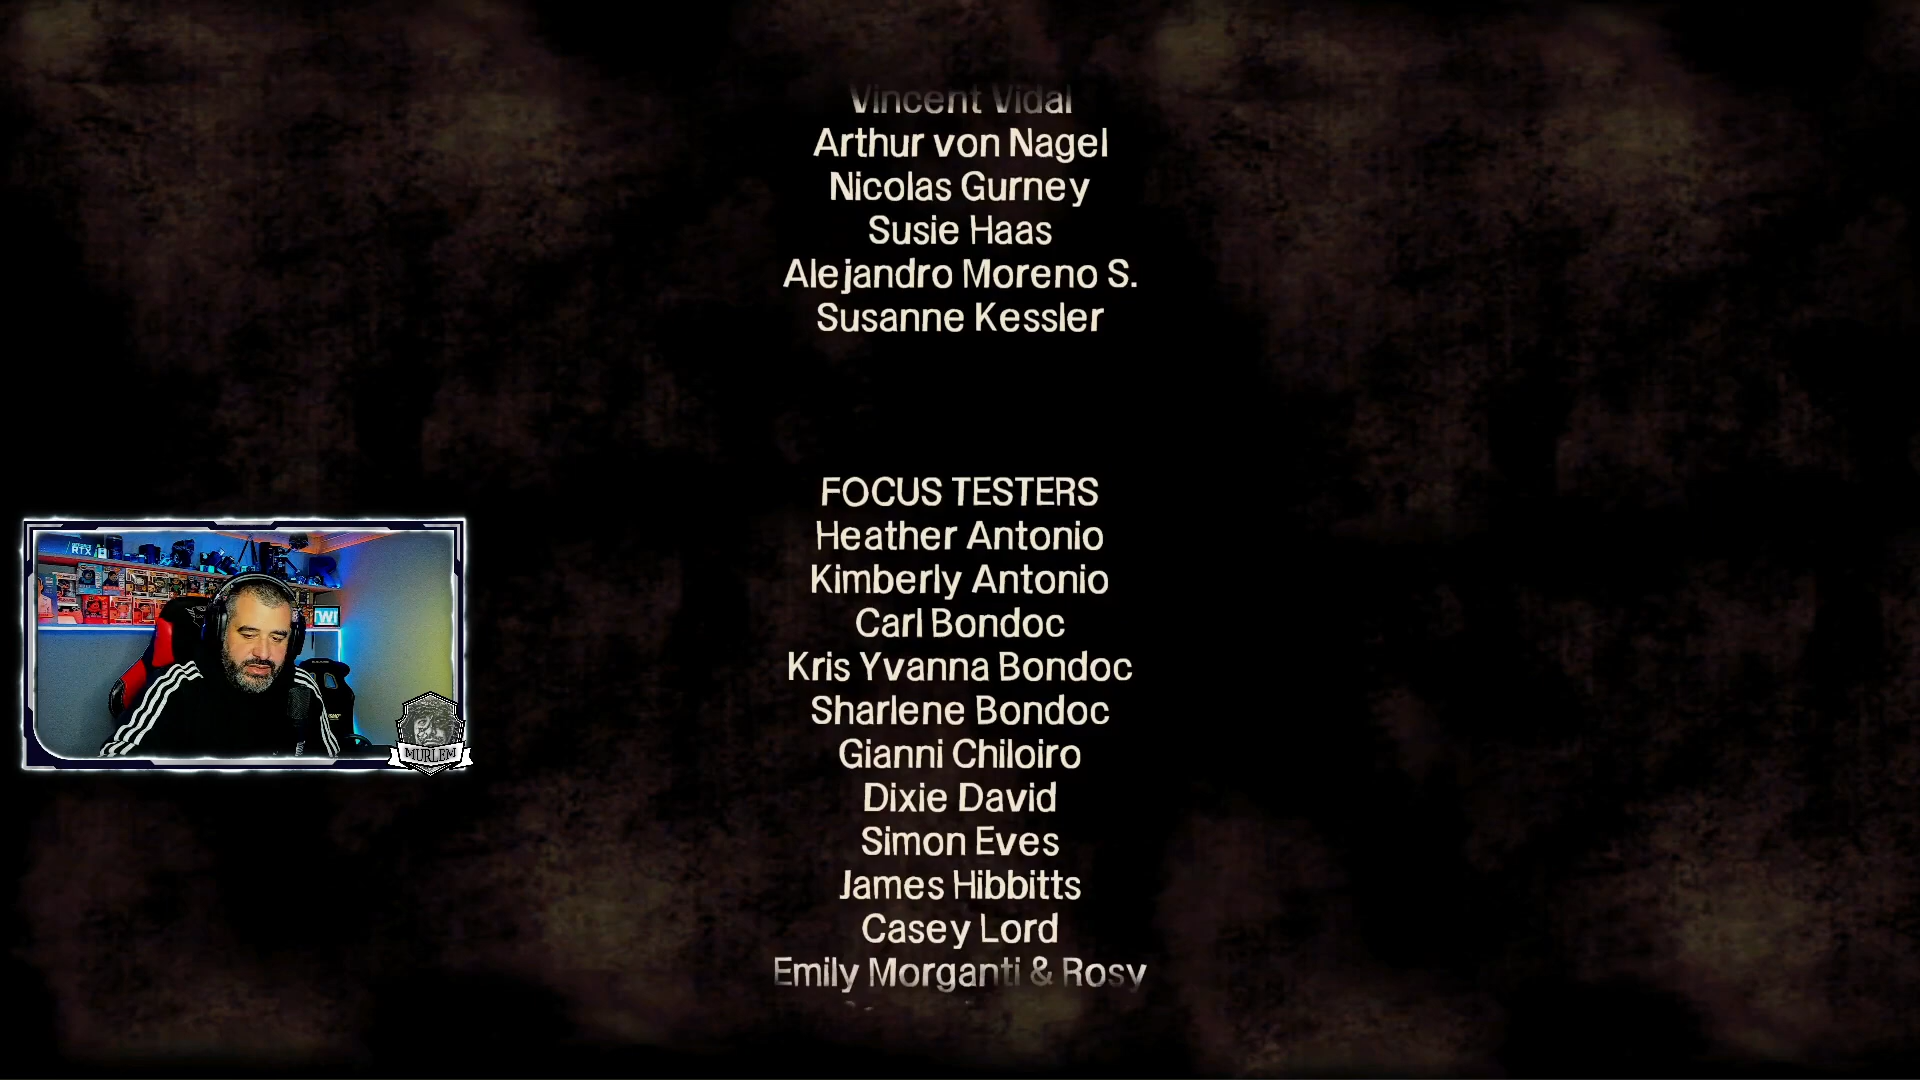 Vincent Vidal
Arthur von Nagel
Nicolas Gurney
Susie Haas
Alejandro Moreno S.
Susanne Kessler
FOCUS TESTERS
Heather Antonio
Kimberly Antonio
Carl Bondoc
Kris Yvanna Bondoc
Sharlene Bondoc
Gianni Chiloiro
Dixie David
Simon Eves
James Hibbitts
Casey Lord
Emily Morganti & Rosy
RTX
TWI
MURLEM